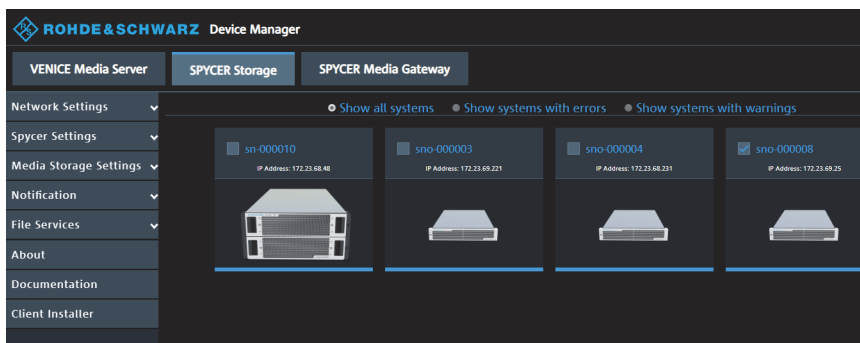 ROHDE&SCHWARZ Device Manager
VENICE Media Server
SPYCER Storage
SPYCER Media Gateway
Network Settings
Spycer Settings
Media Storage Settings
Notification
File Services
About
Documentation
Client Installer
Show all systems
Show systems with errors
Show systems with warnings
sn-000010
IP Address: 172.23.68.48
sno-000003
IP Address: 172.23.69.221
sno-000004
IP Address: 172.23.68.231
sno-000008
IP Address: 172.23.69.25